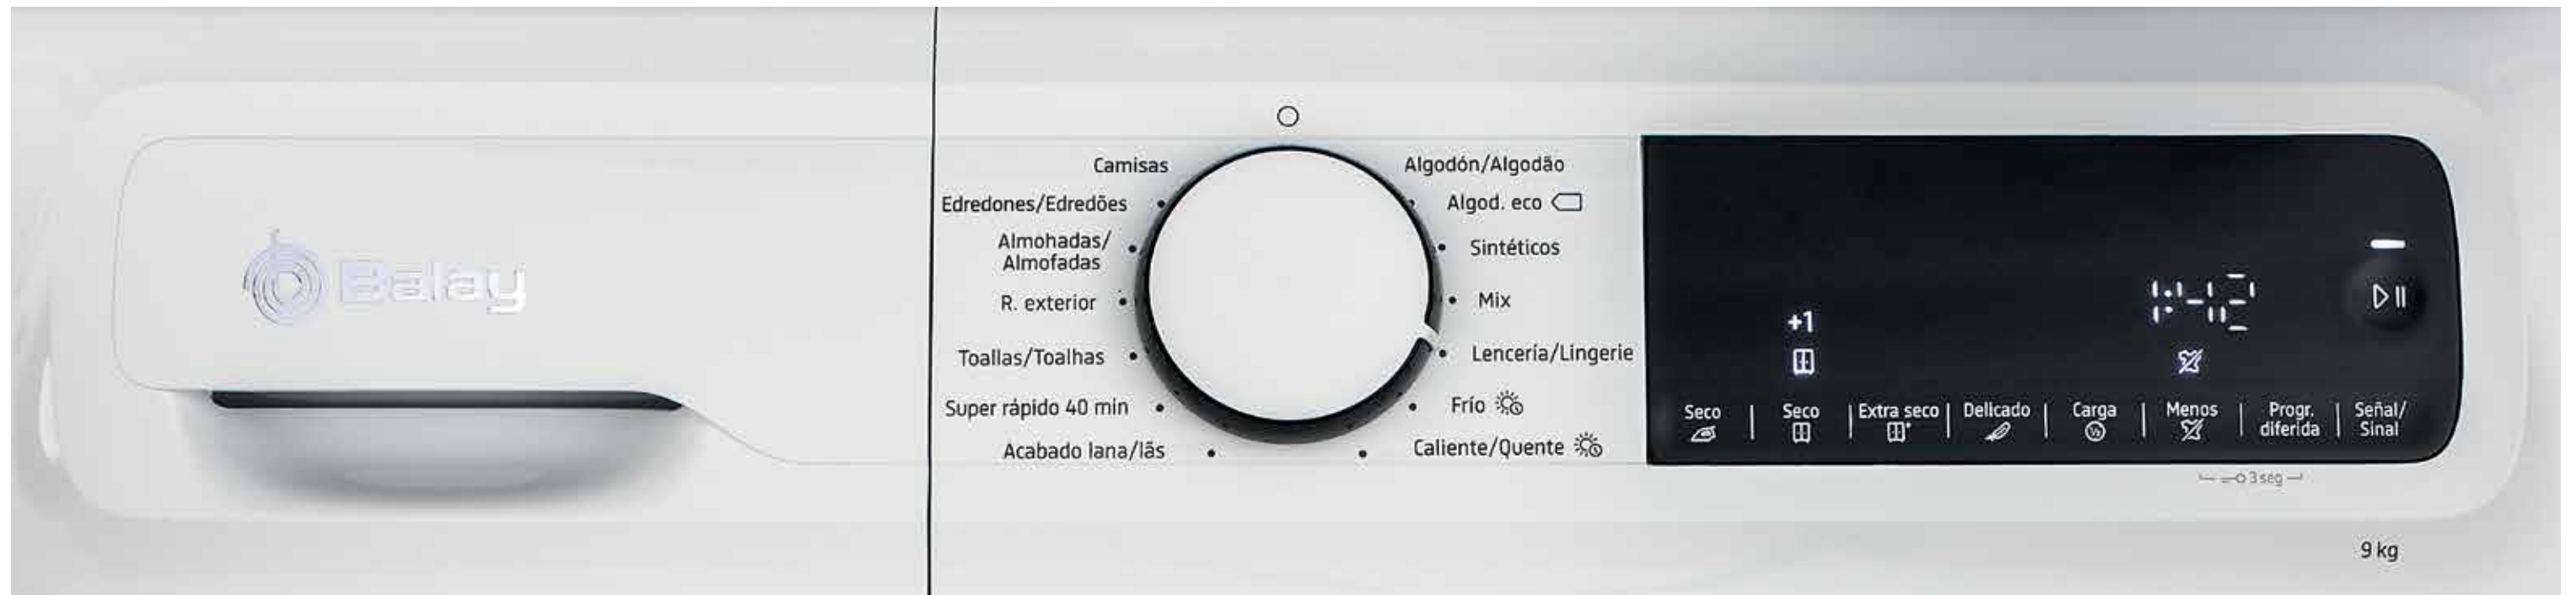 Balay
Camisas
Edredones/Edredões
Almohadas/
Almofadas
R. exterior
Toallas/Toalhas
Super rápido 40 min
Acabado lana/lãs
Algodón/Algodão
Algod. eco
Sintéticos
Mix
Lencería/Lingerie
Frío
Caliente/Quente
+1
1:42
Seco
Seco
Extra seco
Delicado
Carga
½
Menos
Progr.
diferida
Señal/
Sinal
3 seg
9 kg